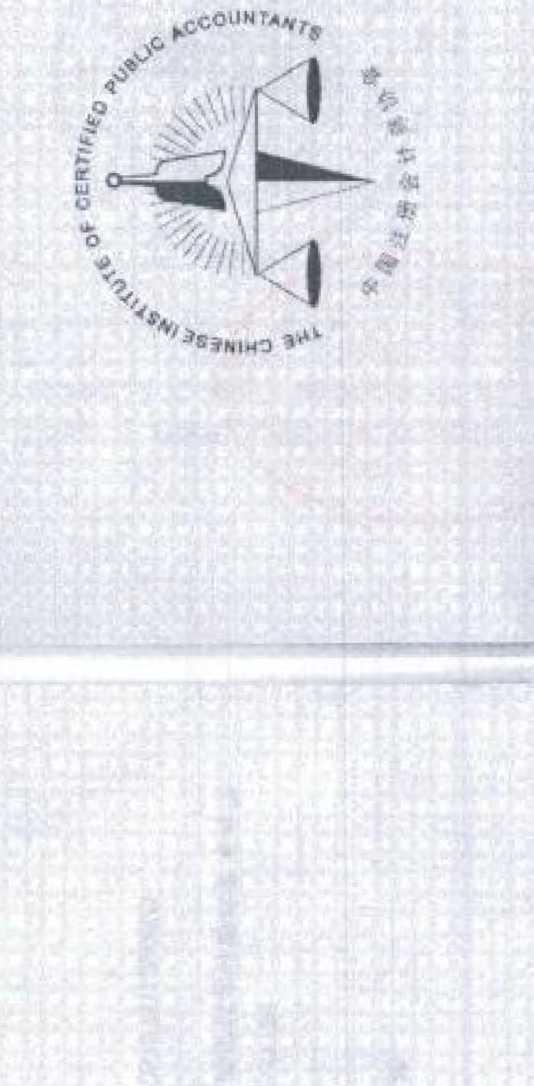 THE CHINESE INSTITUTE OF CERTIFIED PUBLIC ACCOUNTANTS
中国注册会计师协会